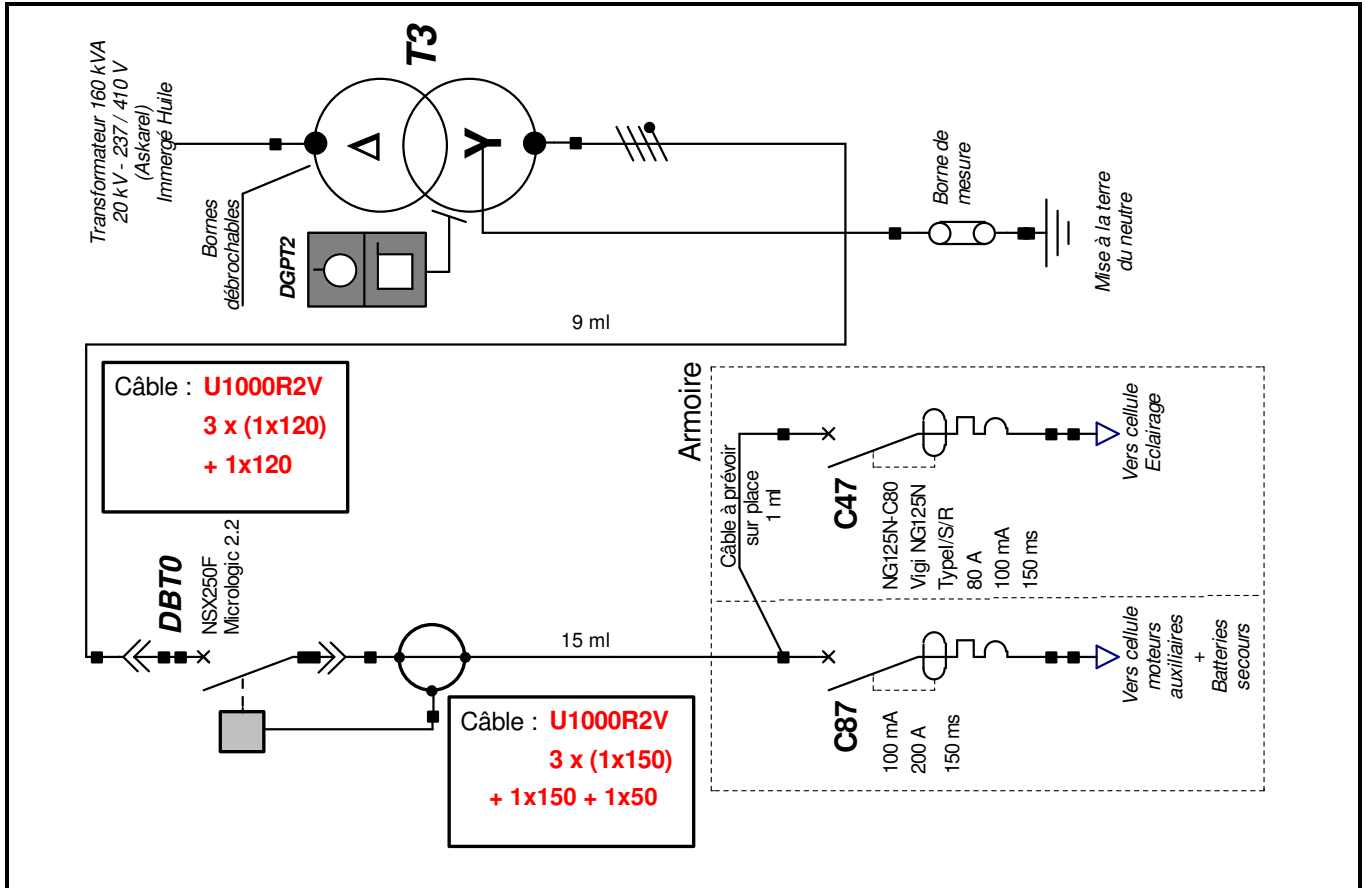 Transformateur 160 kVA
20 kV - 237 / 410 V
(Askarel)
Immergé Huile
T3
Δ
Y
Bornes
débrochables
DGPT2
Borne de
mesure
Mise à la terre
du neutre
9 ml
Câble : U1000R2V
3 x (1x120)
+ 1x120
DBT0
NSX250F
Micrologic 2.2
15 ml
Câble : U1000R2V
3 x (1x150)
+ 1x150 + 1x50
Armoire
Câble à prévoir
sur place
1 ml
C47
NG125N-C80
Vigi NG125N
TypeI/S/R
80 A
100 mA
150 ms
Vers cellule
Eclairage
C87
100 mA
200 A
150 ms
Vers cellule
moteurs
auxiliaires
+
Batteries
secours